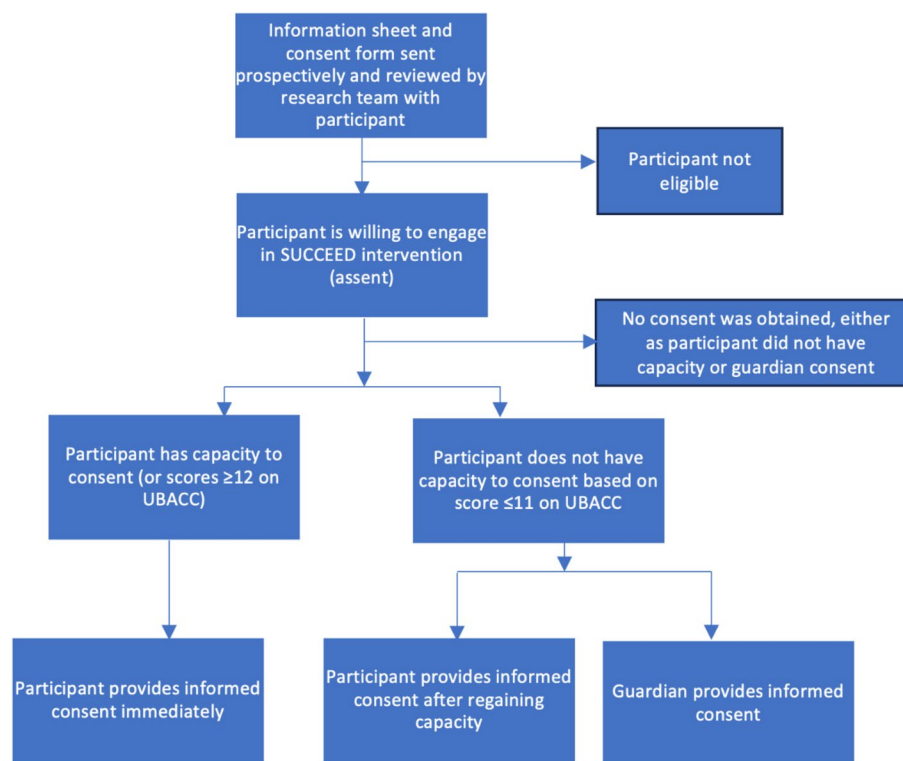 Information sheet and
consent form sent
prospectively and reviewed by
research team with
participant
Participant not
eligible
Participant is willing to engage
in SUCCEED intervention
(assent)
No consent was obtained, either
as participant did not have
capacity or guardian consent
Participant has capacity to
consent (or scores ≥12 on
UBACC)
Participant does not have
capacity to consent based on
score ≤11 on UBACC
Participant provides informed
consent immediately
Participant provides informed
consent after regaining
capacity
Guardian provides informed
consent